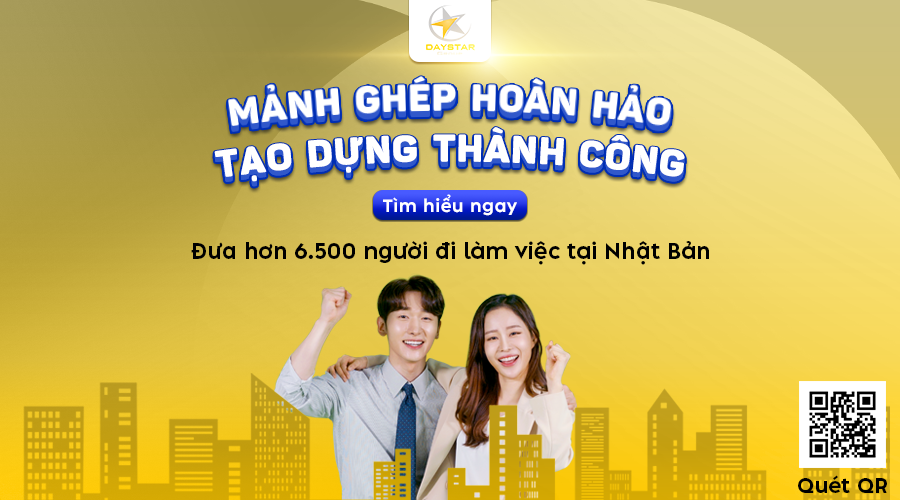 DAYSTAR
MẢNH GHÉP HOÀN HẢO
TẠO DỰNG THÀNH CÔNG
Tìm hiểu ngay
Đưa hơn 6.500 người đi làm việc tại Nhật Bản
Quét QR